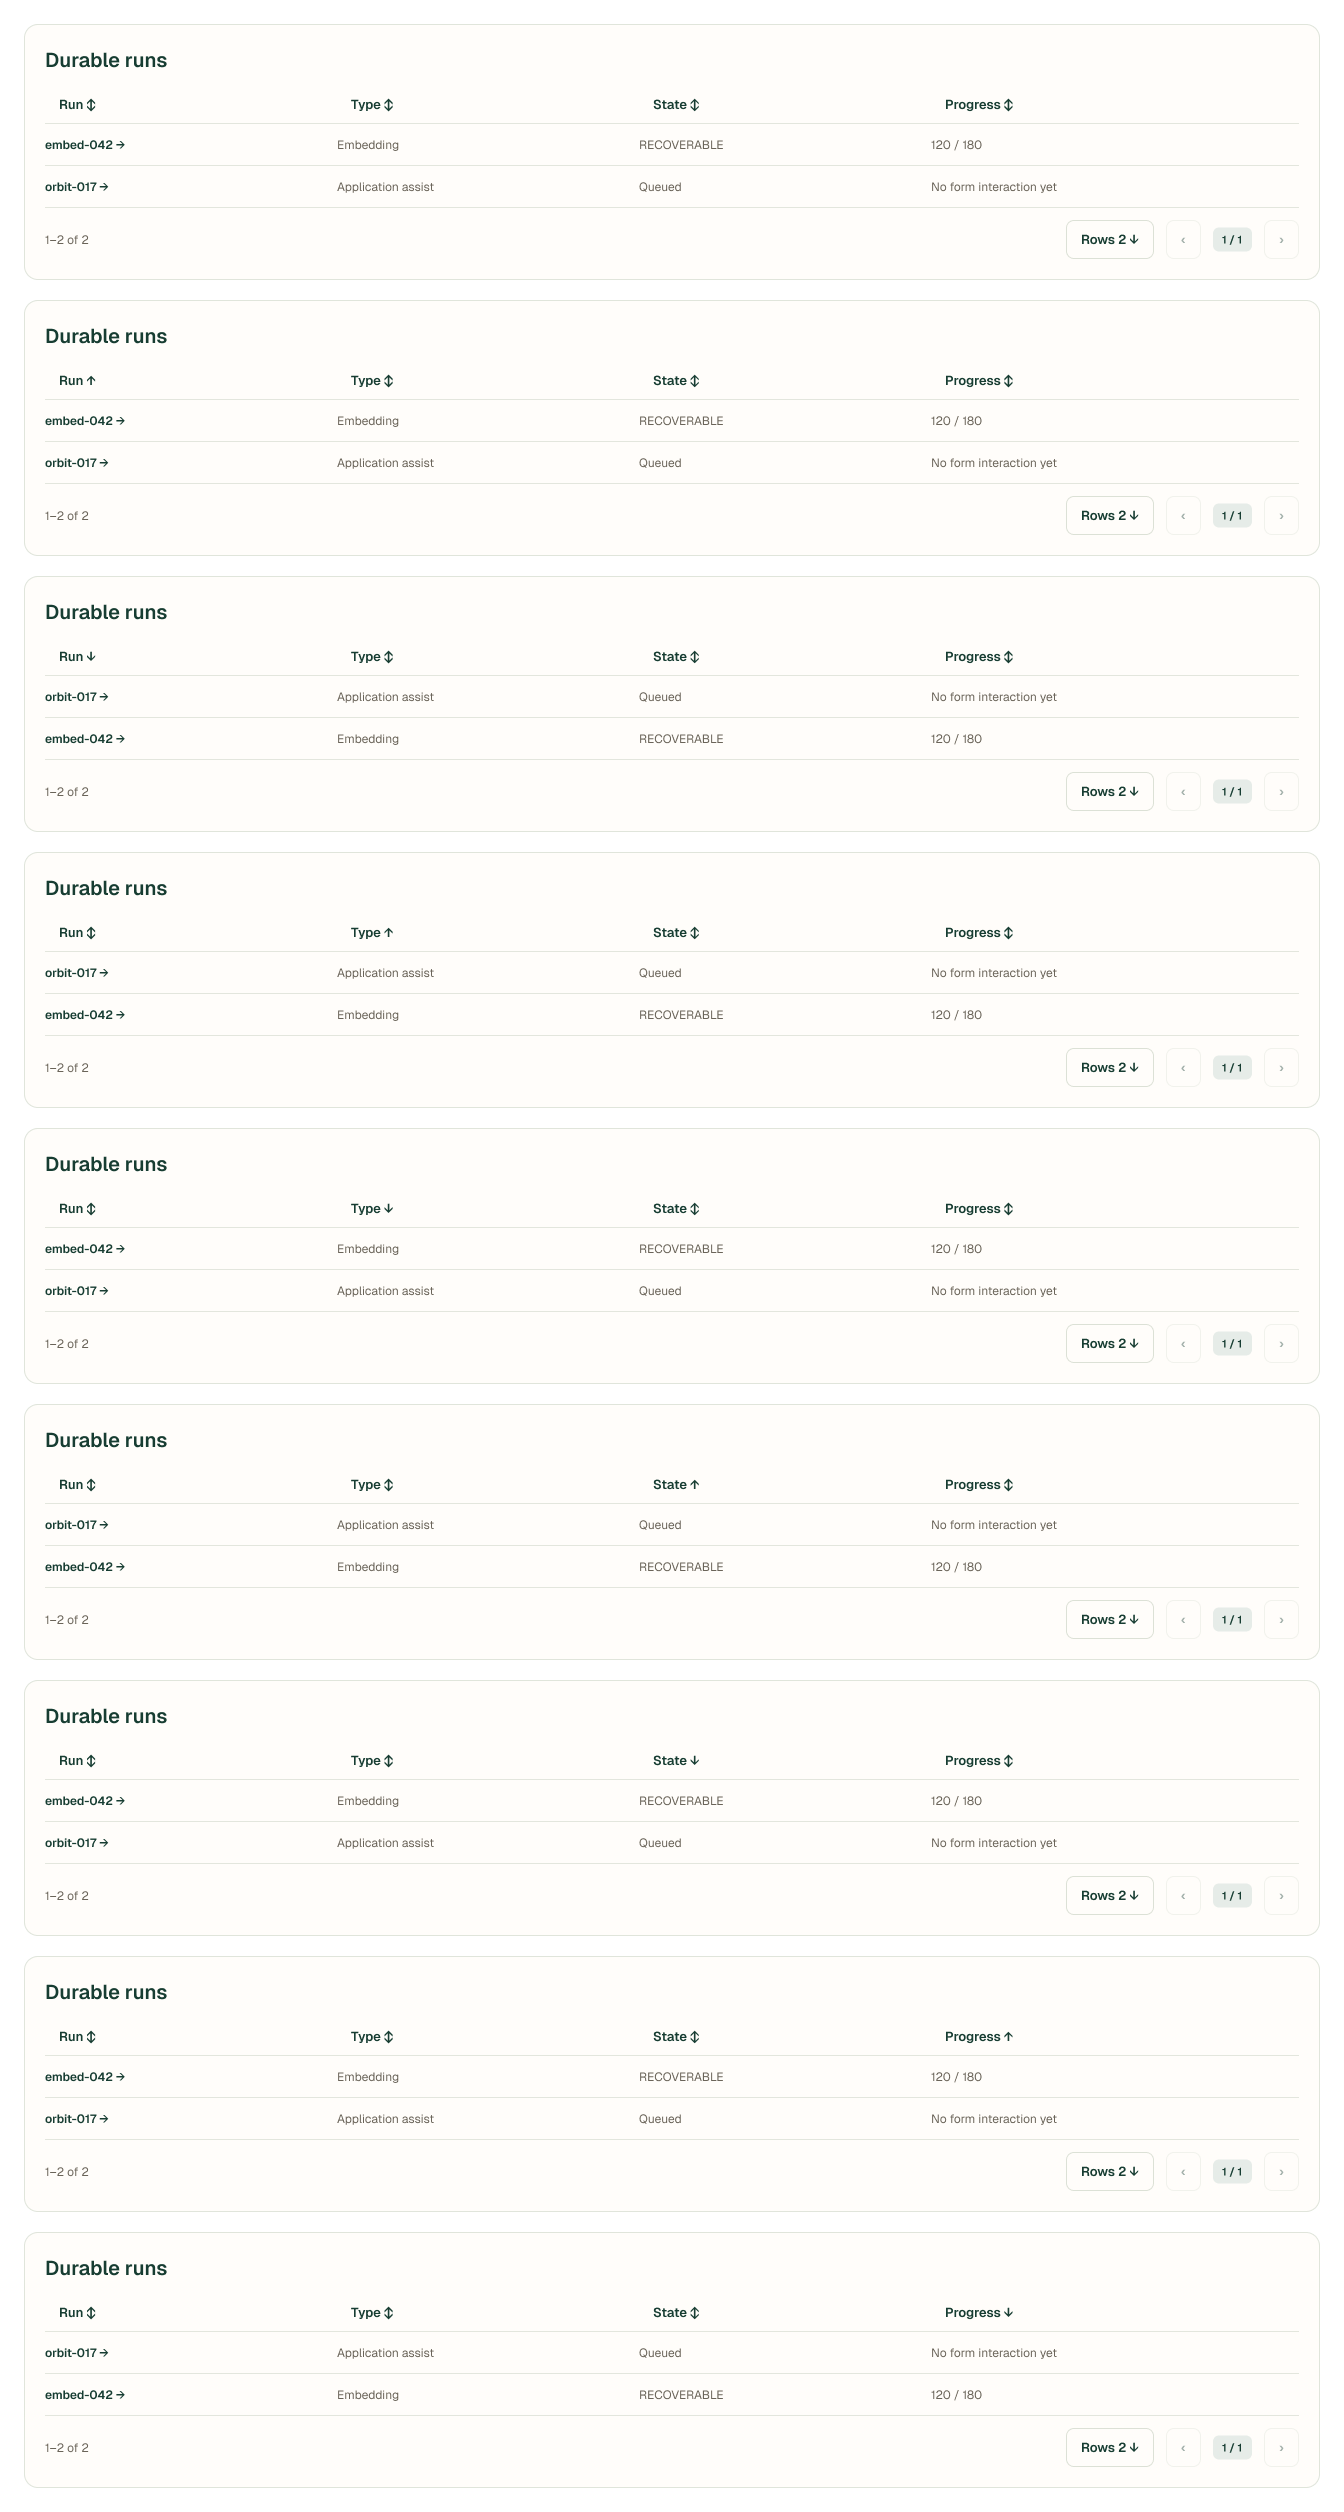 Durable runs
Run ↕ Type ↕ State ↕ Progress ↕
embed-042 → Embedding RECOVERABLE 120 / 180
orbit-017 → Application assist Queued No form interaction yet
1–2 of 2 Rows 2 ↓ ‹ 1 / 1 ›
Durable runs
Run ↑ Type ↕ State ↕ Progress ↕
embed-042 → Embedding RECOVERABLE 120 / 180
orbit-017 → Application assist Queued No form interaction yet
1–2 of 2 Rows 2 ↓ ‹ 1 / 1 ›
Durable runs
Run ↓ Type ↕ State ↕ Progress ↕
orbit-017 → Application assist Queued No form interaction yet
embed-042 → Embedding RECOVERABLE 120 / 180
1–2 of 2 Rows 2 ↓ ‹ 1 / 1 ›
Durable runs
Run ↕ Type ↑ State ↕ Progress ↕
orbit-017 → Application assist Queued No form interaction yet
embed-042 → Embedding RECOVERABLE 120 / 180
1–2 of 2 Rows 2 ↓ ‹ 1 / 1 ›
Durable runs
Run ↕ Type ↓ State ↕ Progress ↕
embed-042 → Embedding RECOVERABLE 120 / 180
orbit-017 → Application assist Queued No form interaction yet
1–2 of 2 Rows 2 ↓ ‹ 1 / 1 ›
Durable runs
Run ↕ Type ↕ State ↑ Progress ↕
orbit-017 → Application assist Queued No form interaction yet
embed-042 → Embedding RECOVERABLE 120 / 180
1–2 of 2 Rows 2 ↓ ‹ 1 / 1 ›
Durable runs
Run ↕ Type ↕ State ↓ Progress ↕
embed-042 → Embedding RECOVERABLE 120 / 180
orbit-017 → Application assist Queued No form interaction yet
1–2 of 2 Rows 2 ↓ ‹ 1 / 1 ›
Durable runs
Run ↕ Type ↕ State ↕ Progress ↑
embed-042 → Embedding RECOVERABLE 120 / 180
orbit-017 → Application assist Queued No form interaction yet
1–2 of 2 Rows 2 ↓ ‹ 1 / 1 ›
Durable runs
Run ↕ Type ↕ State ↕ Progress ↓
orbit-017 → Application assist Queued No form interaction yet
embed-042 → Embedding RECOVERABLE 120 / 180
1–2 of 2 Rows 2 ↓ ‹ 1 / 1 ›